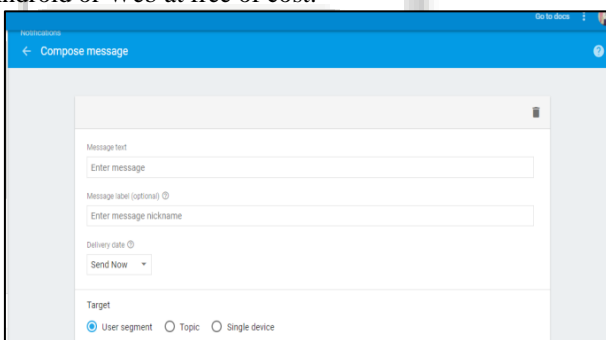 ndroid or Web at free of cost.
Go to docs
Notifications
← Compose message
Message text
Enter message
Message label (optional)
Enter message nickname
Delivery date
Send Now
Target
User segment Topic Single device